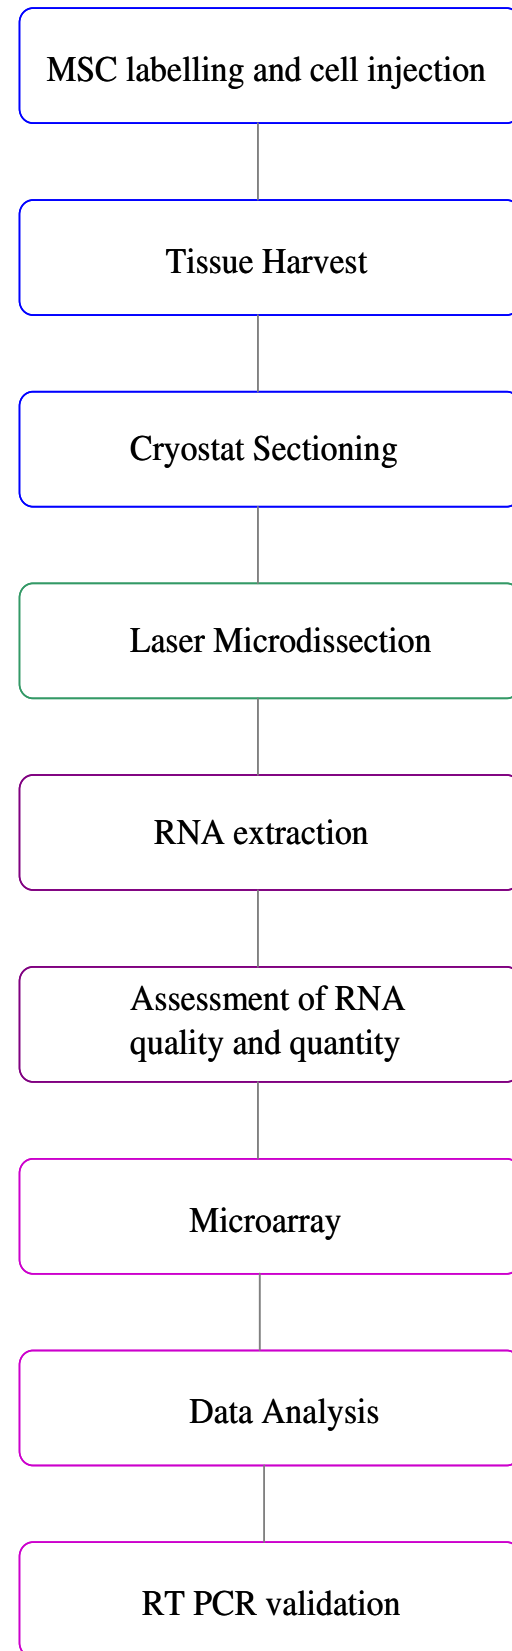 MSC labelling and cell injection
Tissue Harvest
Cryostat Sectioning
Laser Microdissection
RNA extraction
Assessment of RNA
quality and quantity
Microarray
Data Analysis
RT PCR validation